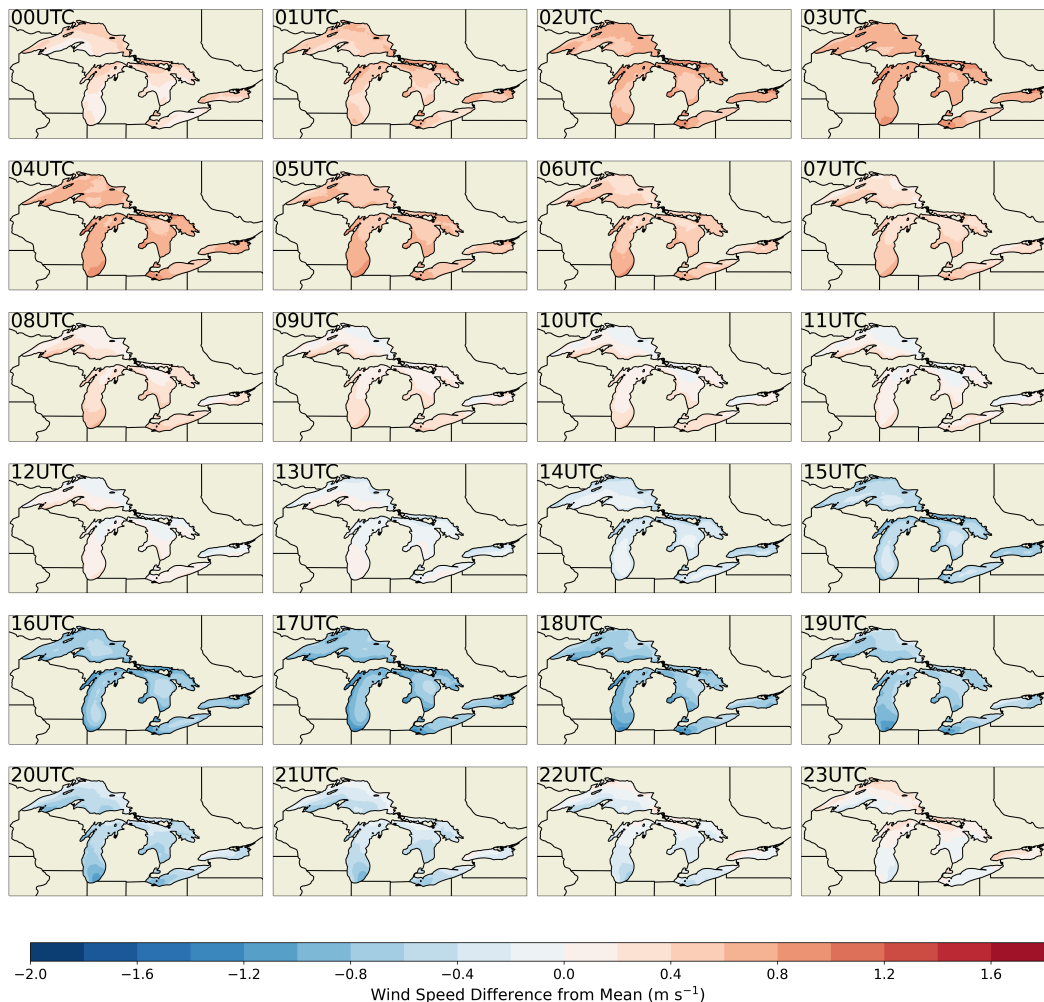 00UTC 01UTC 02UTC 03UTC
04UTC 05UTC 06UTC 07UTC
08UTC 09UTC 10UTC 11UTC
12UTC 13UTC 14UTC 15UTC
16UTC 17UTC 18UTC 19UTC
20UTC 21UTC 22UTC 23UTC
−2.0 −1.6 −1.2 −0.8 −0.4 0.0 0.4 0.8 1.2 1.6
Wind Speed Difference from Mean (m s⁻¹)